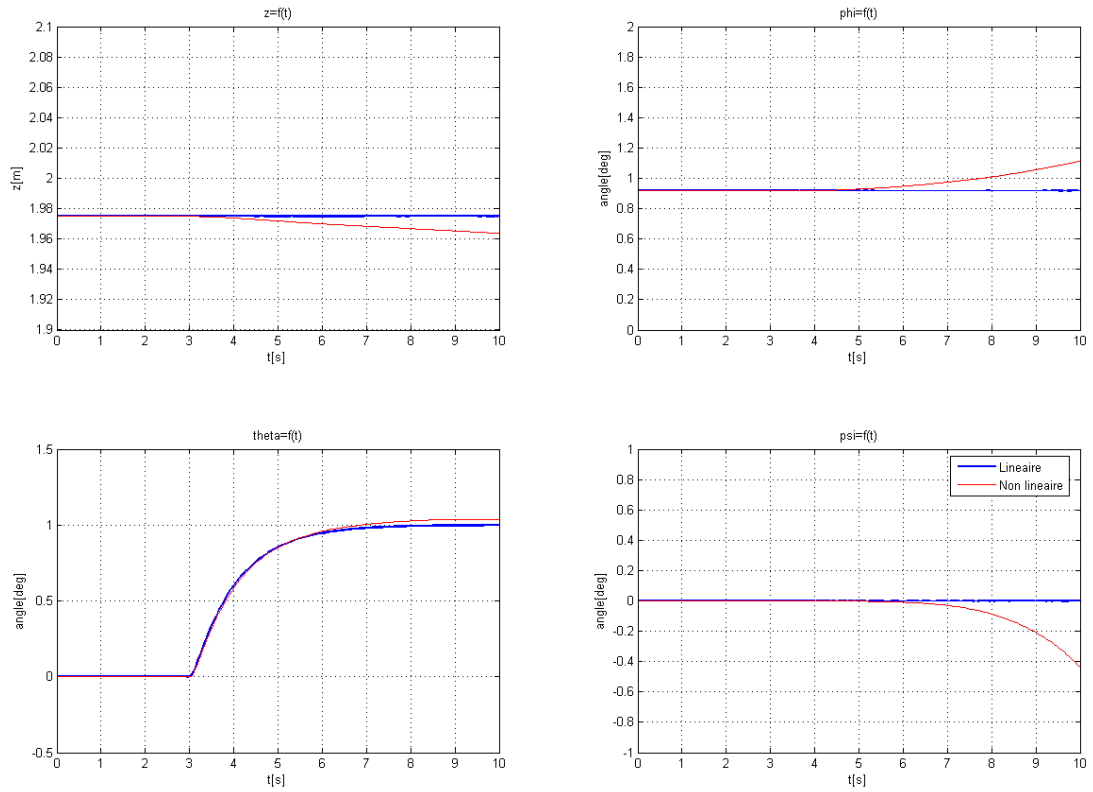 z=f(t)
2.1
2.08
2.06
2.04
2.02
2
1.98
1.96
1.94
1.92
1.9
z[m]
0 1 2 3 4 5 6 7 8 9 10
t[s]
phi=f(t)
2
1.8
1.6
1.4
1.2
1
0.8
0.6
0.4
0.2
0
angle[deg]
0 1 2 3 4 5 6 7 8 9 10
t[s]
theta=f(t)
1.5
1
0.5
0
-0.5
angle[deg]
0 1 2 3 4 5 6 7 8 9 10
t[s]
psi=f(t)
1
0.8
0.6
0.4
0.2
0
-0.2
-0.4
-0.6
-0.8
-1
angle[deg]
0 1 2 3 4 5 6 7 8 9 10
t[s]
Lineaire
Non lineaire